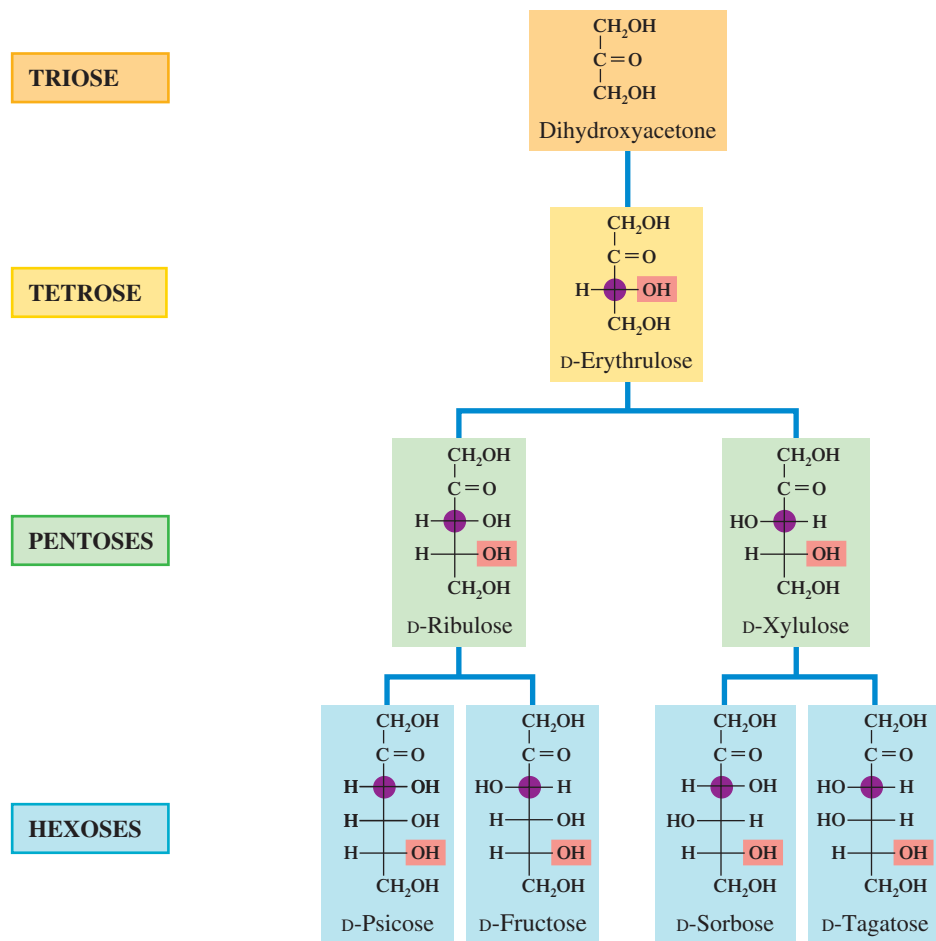 TRIOSE
CH₂OH
C=O
CH₂OH
Dihydroxyacetone
TETROSE
CH₂OH
C=O
H OH
CH₂OH
D-Erythrulose
PENTOSES
CH₂OH
C=O
H OH
H OH
CH₂OH
D-Ribulose
CH₂OH
C=O
HO H
H OH
CH₂OH
D-Xylulose
HEXOSES
CH₂OH
C=O
H OH
H OH
H OH
CH₂OH
D-Psicose
CH₂OH
C=O
HO H
H OH
H OH
CH₂OH
D-Fructose
CH₂OH
C=O
H OH
HO H
H OH
CH₂OH
D-Sorbose
CH₂OH
C=O
HO H
HO H
H OH
CH₂OH
D-Tagatose